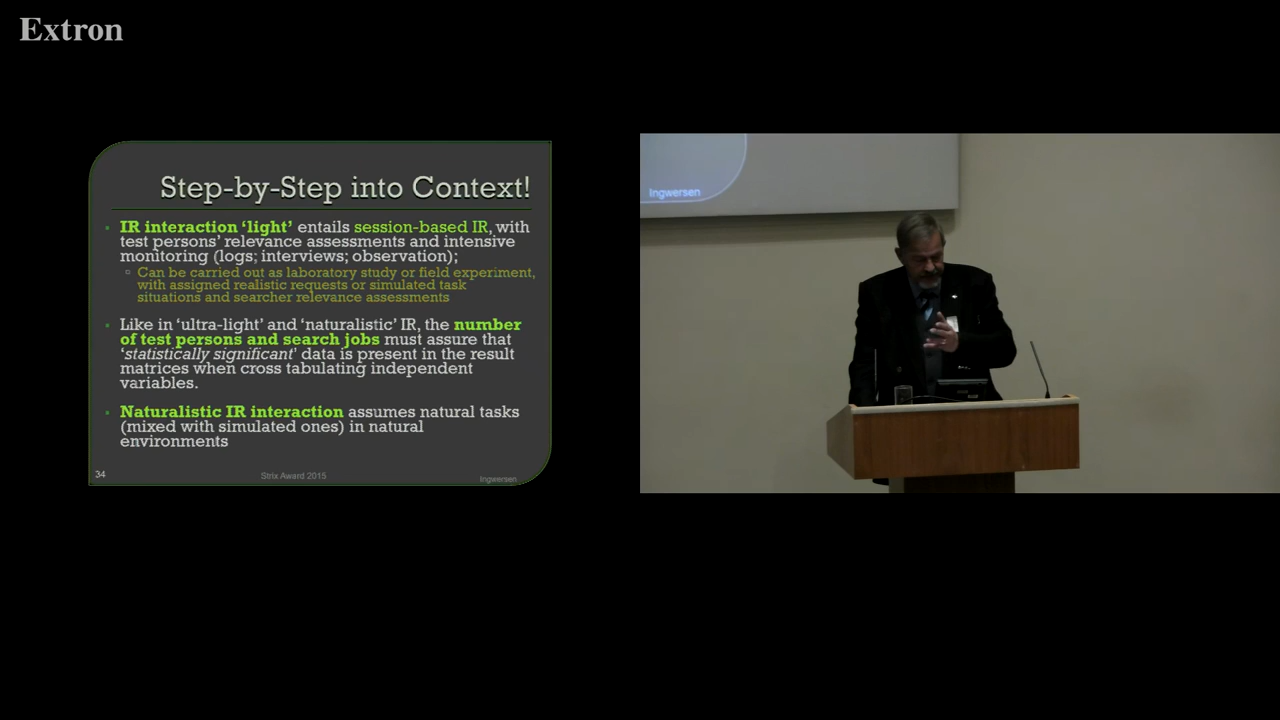 Extron
Step-by-Step into Context!
IR interaction ‘light’ entails session-based IR, with
test persons’ relevance assessments and intensive
monitoring (logs; interviews; observation);
Can be carried out as laboratory study or field experiment,
with assigned realistic requests or simulated task
situations and searcher relevance assessments
Like in ‘ultra-light’ and ‘naturalistic’ IR, the number
of test persons and search jobs must assure that
‘statistically significant’ data is present in the result
matrices when cross tabulating independent
variables.
Naturalistic IR interaction assumes natural tasks
(mixed with simulated ones) in natural
environments
34
Strix Award 2015
Ingwersen
Ingwersen